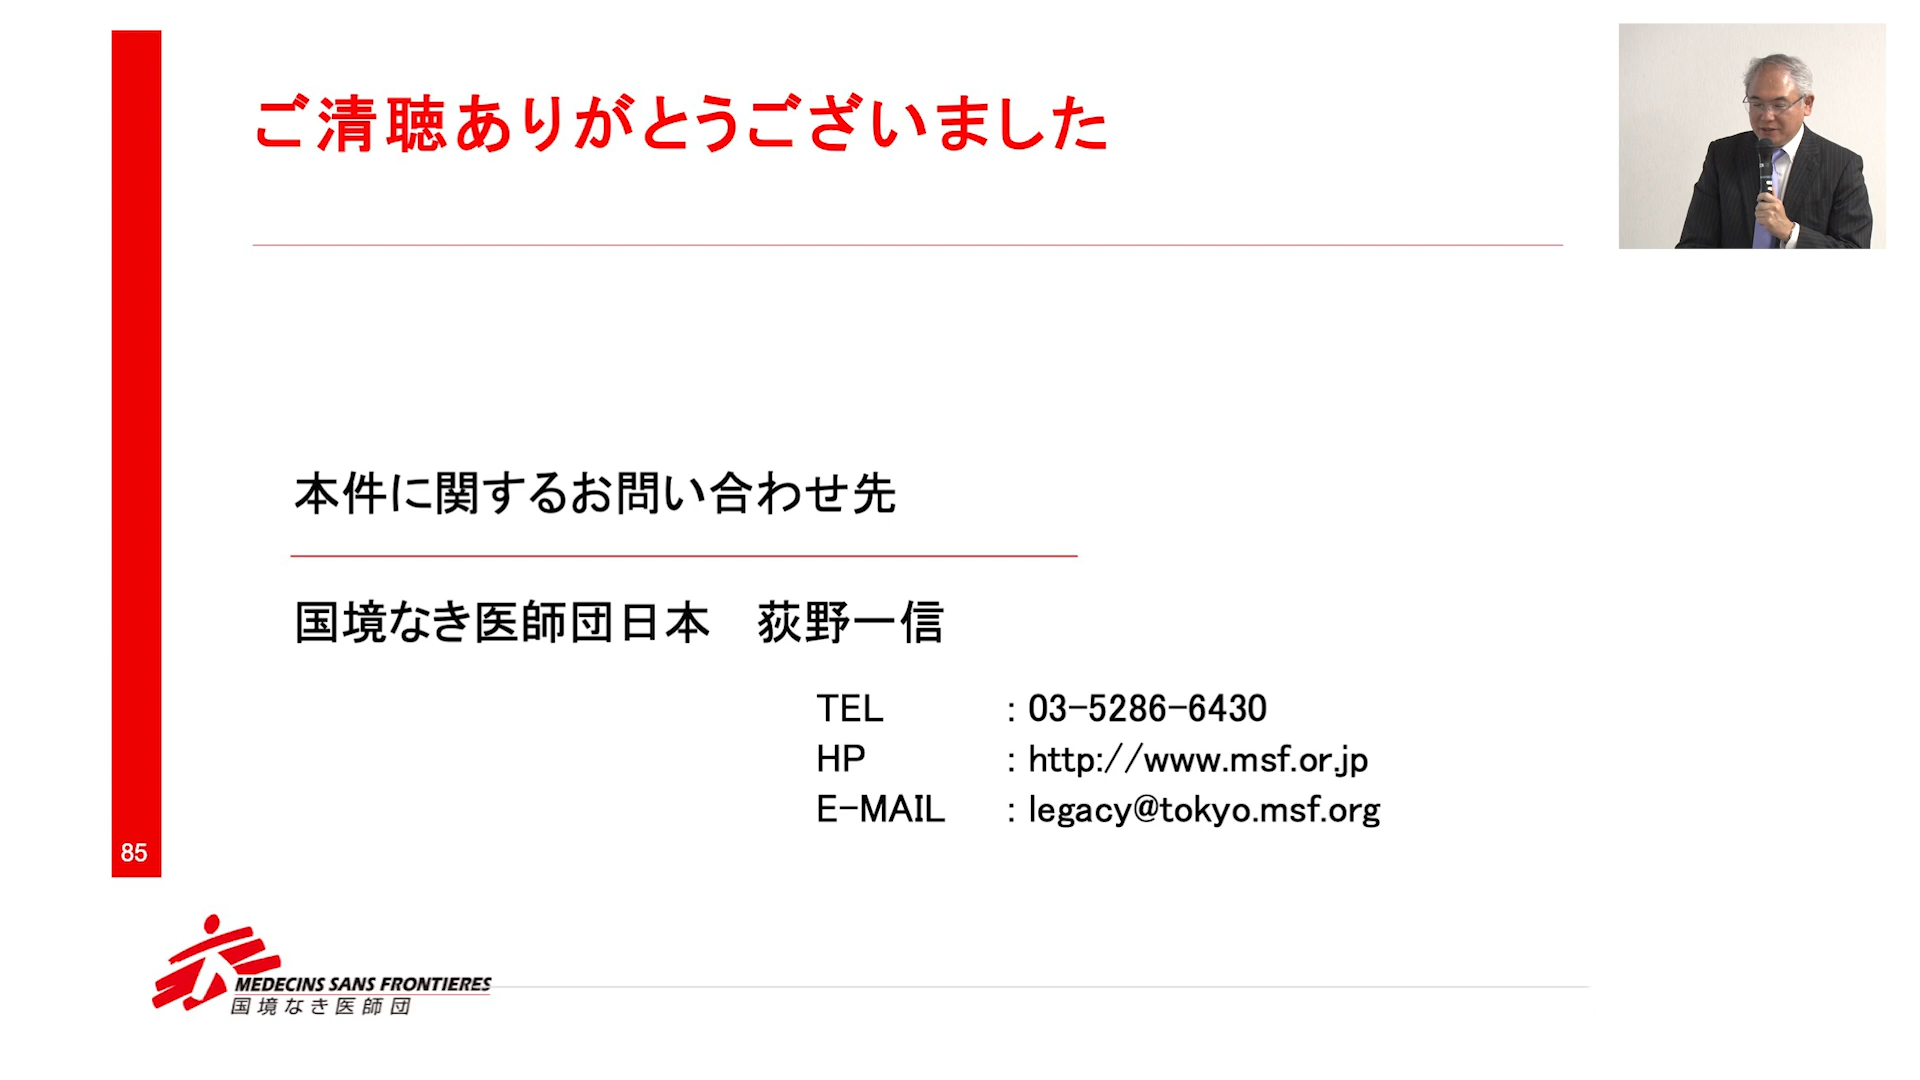 ご清聴ありがとうございました
本件に関するお問い合わせ先
国境なき医師団日本　荻野一信
TEL : 03-5286-6430
HP : http://www.msf.or.jp
E-MAIL : legacy@tokyo.msf.org
85
MEDECINS SANS FRONTIERES
国境なき医師団